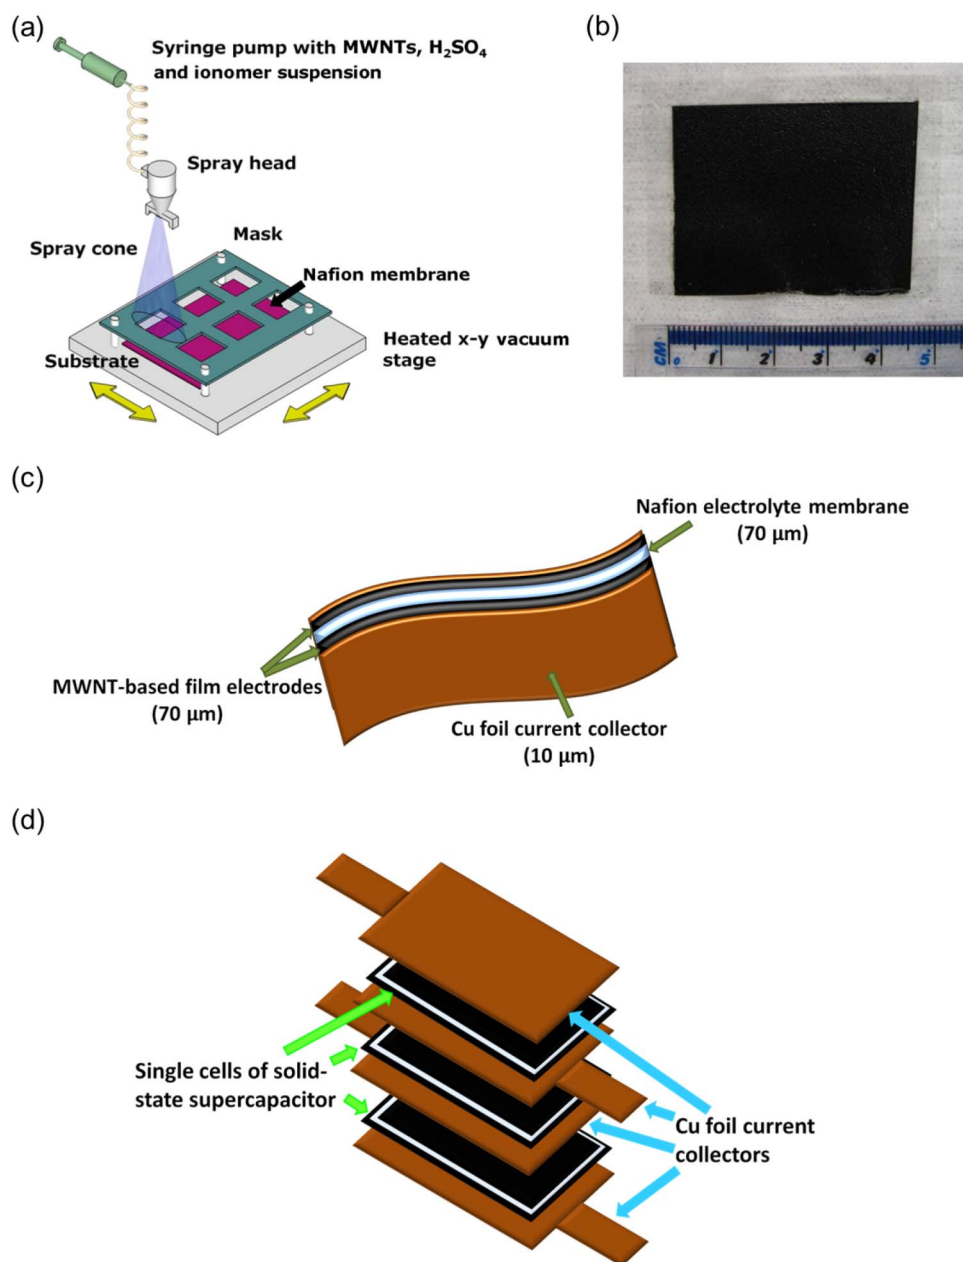 (a)
Syringe pump with MWNTs, H₂SO₄
and ionomer suspension
Spray head
Spray cone
Mask
Nafion membrane
Substrate
Heated x-y vacuum
stage
(b)
CM 0 1 2 3 4 5
(c)
Nafion electrolyte membrane
(70 µm)
MWNT-based film electrodes
(70 µm)
Cu foil current collector
(10 µm)
(d)
Single cells of solid-
state supercapacitor
Cu foil current
collectors